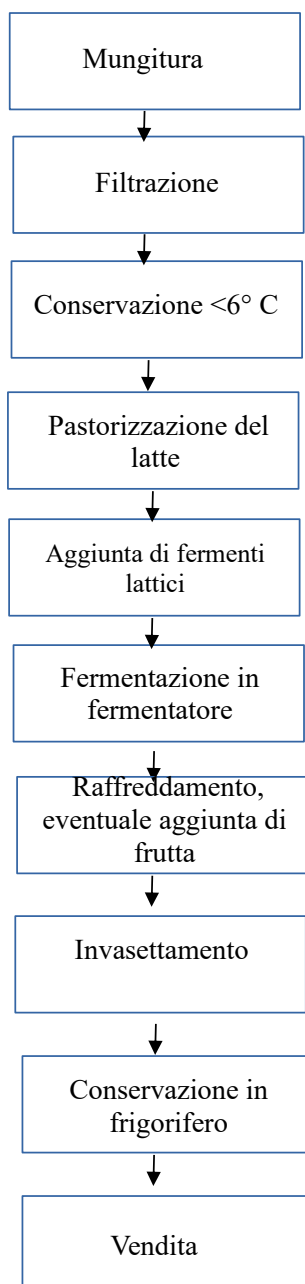 Mungitura
Filtrazione
Conservazione <6° C
Pastorizzazione del
latte
Aggiunta di fermenti
lattici
Fermentazione in
fermentatore
Raffreddamento,
eventuale aggiunta di
frutta
Invasettamento
Conservazione in
frigorifero
Vendita